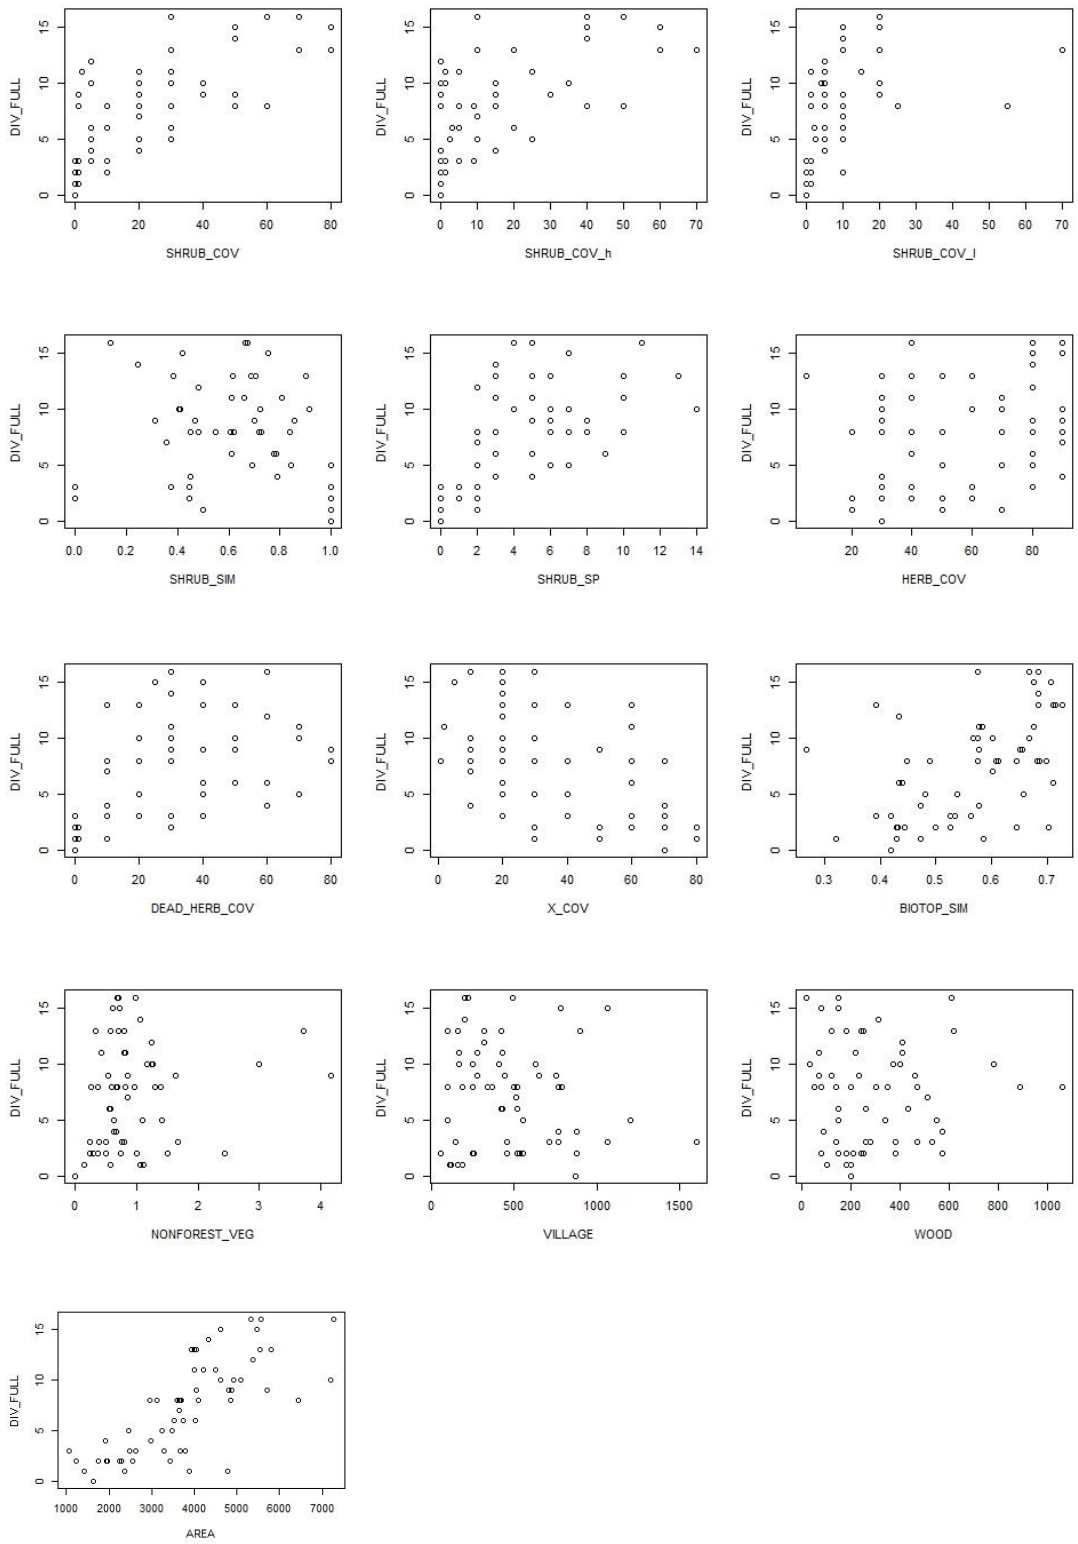 DIV_FULL
0 5 10 15
0 20 40 60 80
SHRUB_COV
DIV_FULL
0 5 10 15
0 10 20 30 40 50 60 70
SHRUB_COV_h
DIV_FULL
0 5 10 15
0 10 20 30 40 50 60 70
SHRUB_COV_l
DIV_FULL
0 5 10 15
0.0 0.2 0.4 0.6 0.8 1.0
SHRUB_SIM
DIV_FULL
0 5 10 15
0 2 4 6 8 10 12 14
SHRUB_SP
DIV_FULL
0 5 10 15
20 40 60 80
HERB_COV
DIV_FULL
0 5 10 15
0 20 40 60 80
DEAD_HERB_COV
DIV_FULL
0 5 10 15
0 20 40 60 80
X_COV
DIV_FULL
0 5 10 15
0.3 0.4 0.5 0.6 0.7
BIOTOP_SIM
DIV_FULL
0 5 10 15
0 1 2 3 4
NONFOREST_VEG
DIV_FULL
0 5 10 15
0 500 1000 1500
VILLAGE
DIV_FULL
0 5 10 15
0 200 400 600 800 1000
WOOD
DIV_FULL
0 5 10 15
1000 2000 3000 4000 5000 6000 7000
AREA